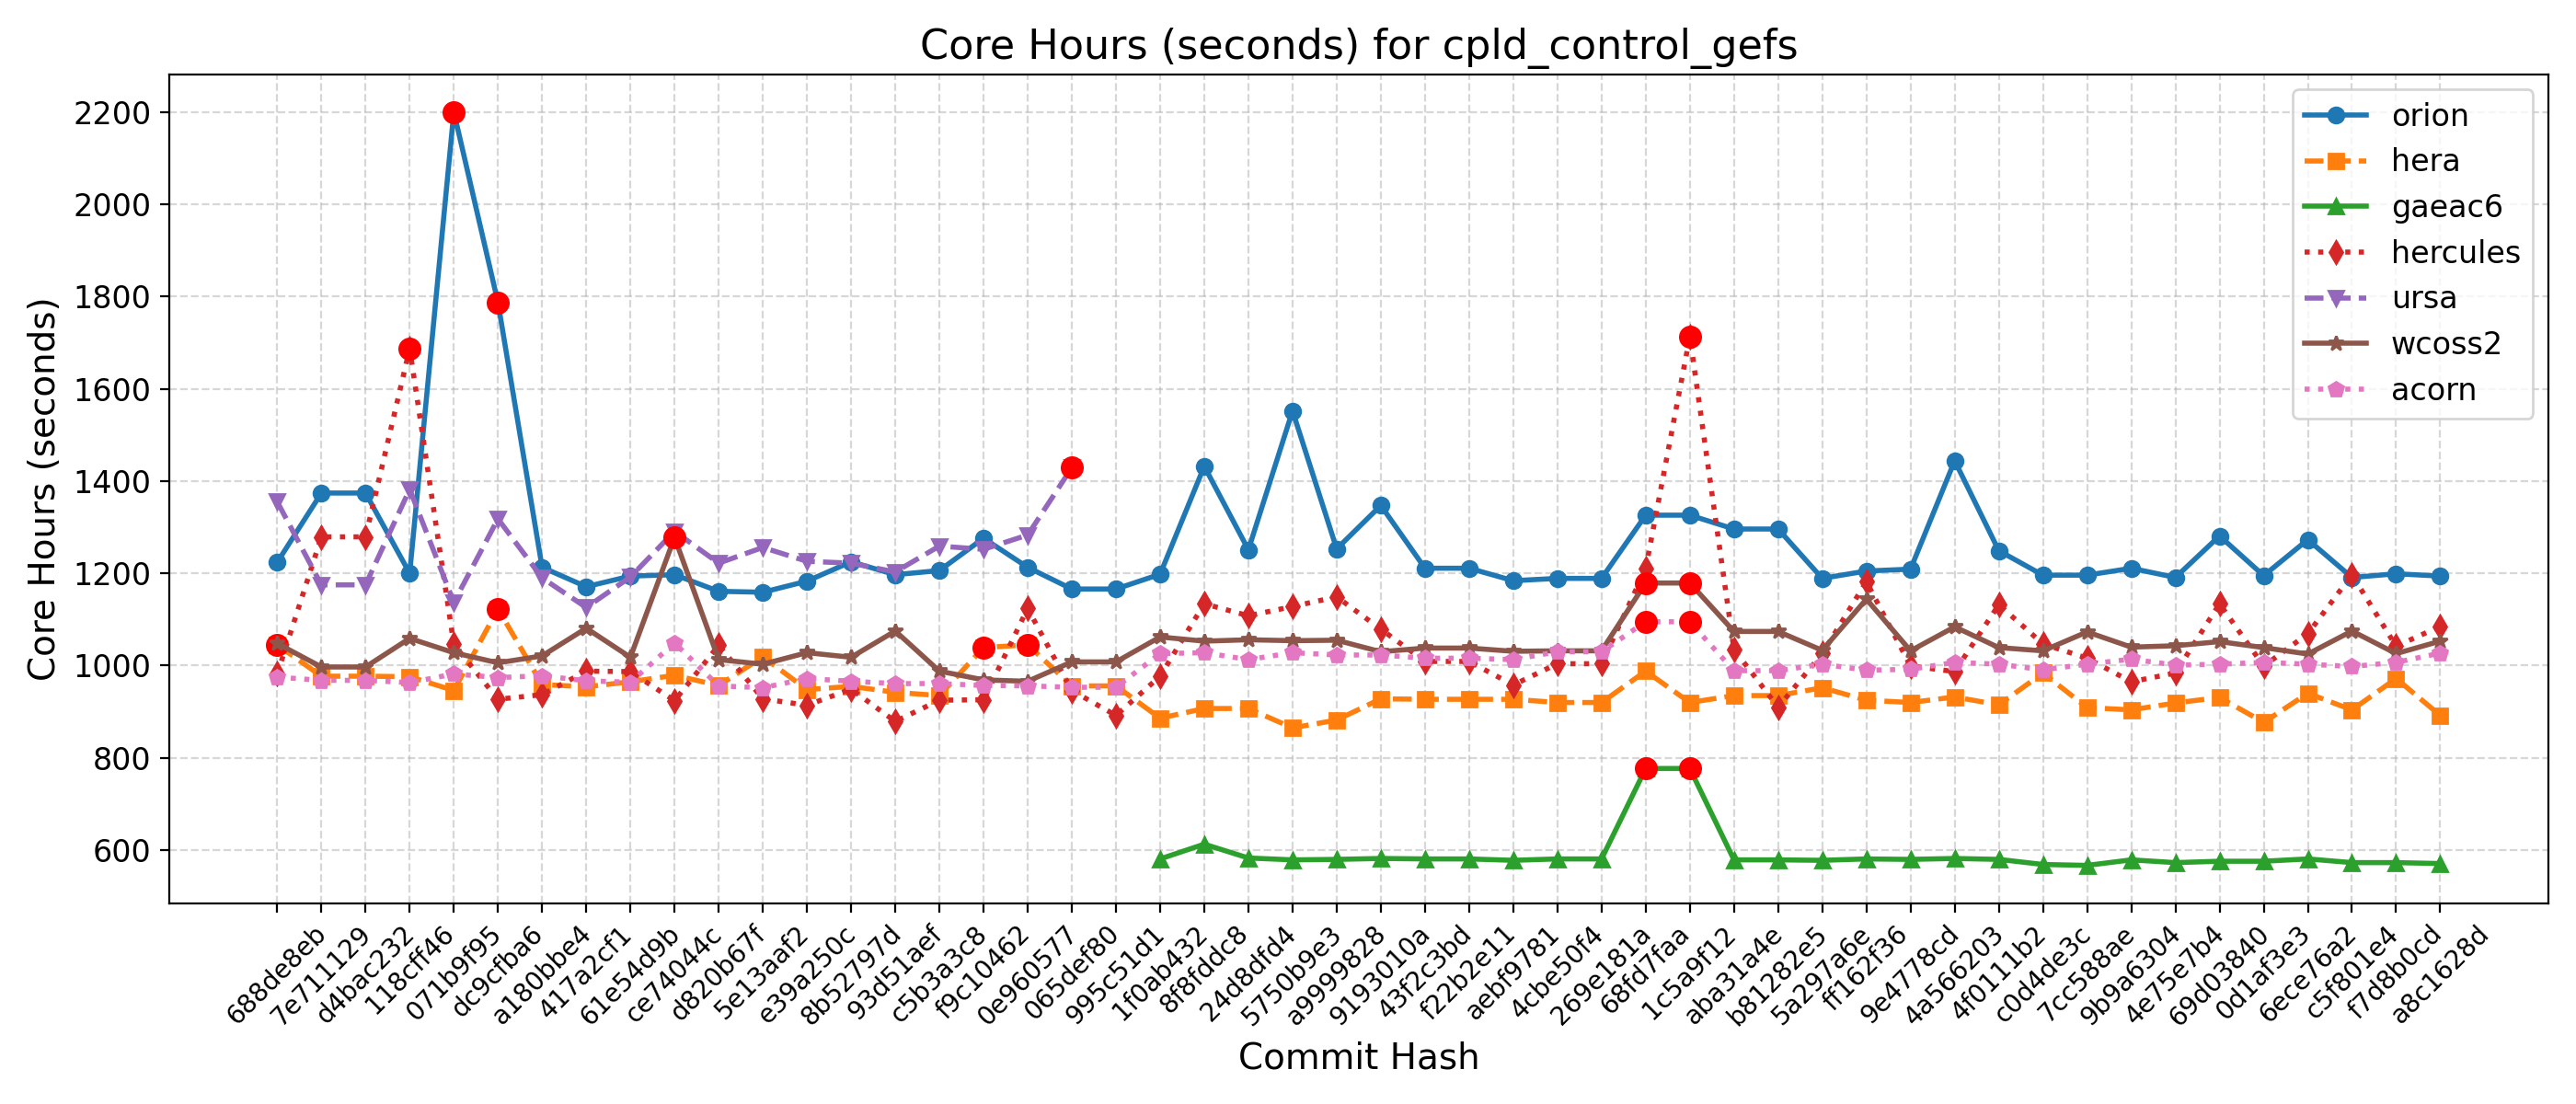 Core Hours (seconds) for cpld_control_gefs
Core Hours (seconds)
2200
2000
1800
1600
1400
1200
1000
800
600
orion
hera
gaeac6
hercules
ursa
wcoss2
acorn
688de8eb
7e711129
d4bac232
118cff46
071b9f95
dc9cfba6
a180bbe4
417a2cf1
61e54d9b
ce74044c
d820b67f
5e13aaf2
e39a250c
8b52797d
93d51aef
c5b3a3c8
f9c10462
0e960577
065def80
995c51d1
1f0ab432
8f8fddc8
24d8dfd4
5750b9e3
a9999828
9193010a
43f2c3bd
f22b2e11
aebf9781
4cbe50f4
269e181a
68fd7faa
1c5a9f12
aba31a4e
b81282e5
5a297a6e
ff162f36
9e4778cd
4a566203
4f0111b2
c0d4de3c
7cc588ae
9b9a6304
4e75e7b4
69d03840
0d1af3e3
6ece76a2
c5f801e4
f7d8b0cd
a8c1628d
Commit Hash